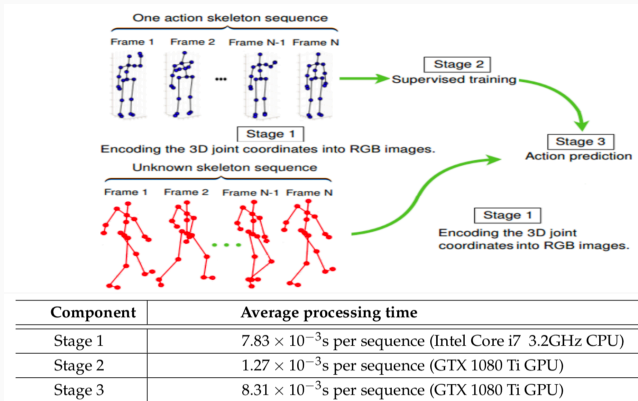 One action skeleton sequence
Frame 1 Frame 2 Frame N-1 Frame N
...
Stage 2
Supervised training
Stage 1
Encoding the 3D joint coordinates into RGB images.
Stage 3
Action prediction
Unknown skeleton sequence
Frame 1 Frame 2 Frame N-1 Frame N
Stage 1
Encoding the 3D joint
coordinates into RGB images.
Component Average processing time
Stage 1 7.83 × 10⁻³s per sequence (Intel Core i7 3.2GHz CPU)
Stage 2 1.27 × 10⁻³s per sequence (GTX 1080 Ti GPU)
Stage 3 8.31 × 10⁻³s per sequence (GTX 1080 Ti GPU)